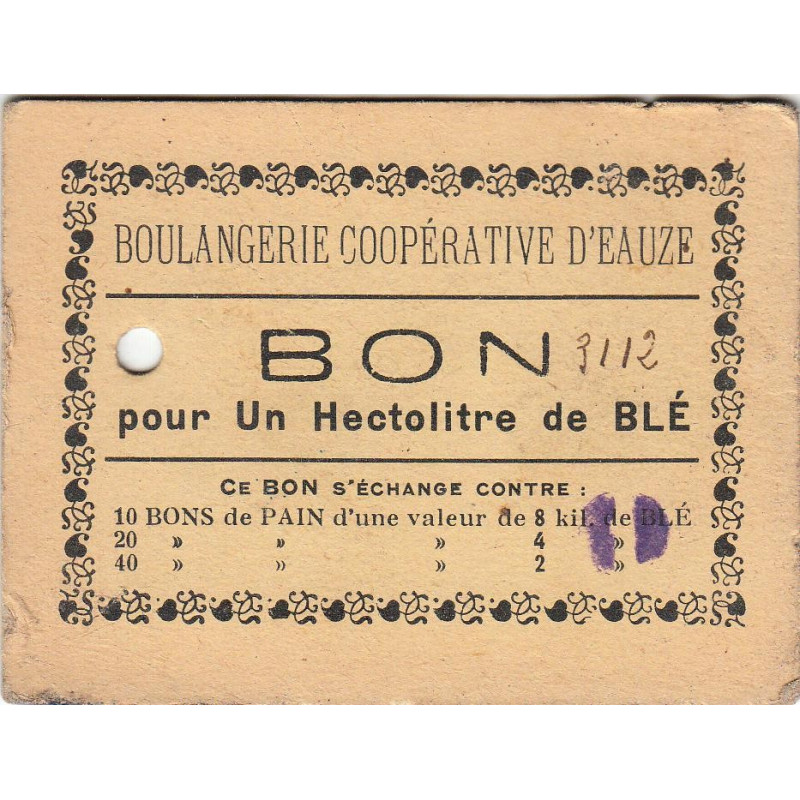 BOULANGERIE COOPÉRATIVE D'EAUZE
BON 3112
pour Un Hectolitre de BLÉ
CE BON S'ÉCHANGE CONTRE :
10 BONS de PAIN d'une valeur de 8 kil. de BLÉ
20 » » » 4 »
40 » » » 2 »